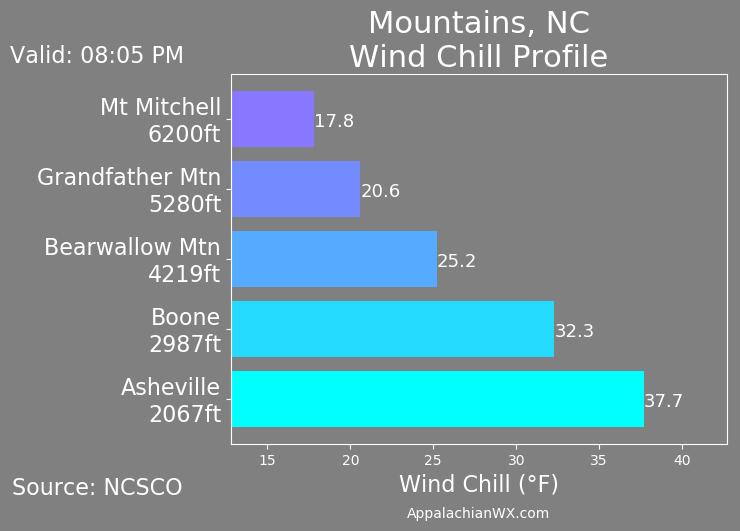 Mountains, NC
Wind Chill Profile
Valid: 08:05 PM
Mt Mitchell
6200ft
17.8
Grandfather Mtn
5280ft
20.6
Bearwallow Mtn
4219ft
25.2
Boone
2987ft
32.3
Asheville
2067ft
37.7
15 20 25 30 35 40
Wind Chill (°F)
Source: NCSCO
AppalachianWX.com